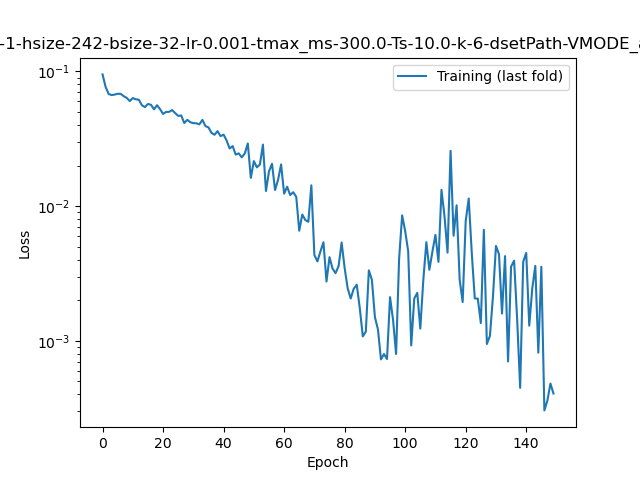 -1-hsize-242-bsize-32-lr-0.001-tmax_ms-300.0-Ts-10.0-k-6-dsetPath-VMODE_a
Training (last fold)
10⁻¹
10⁻²
10⁻³
Loss
0 20 40 60 80 100 120 140
Epoch